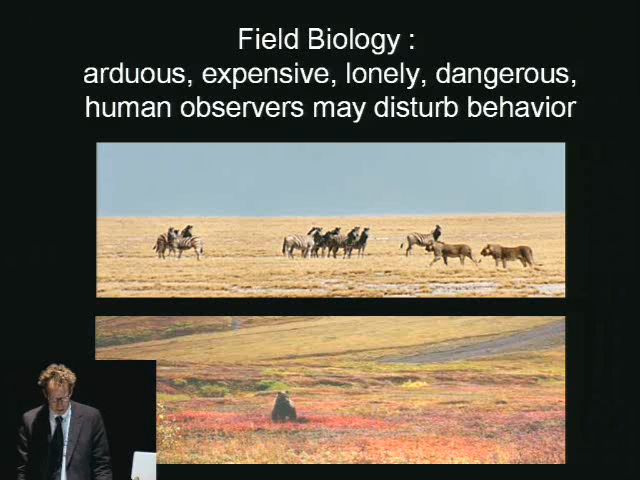 Field Biology :
arduous, expensive, lonely, dangerous,
human observers may disturb behavior